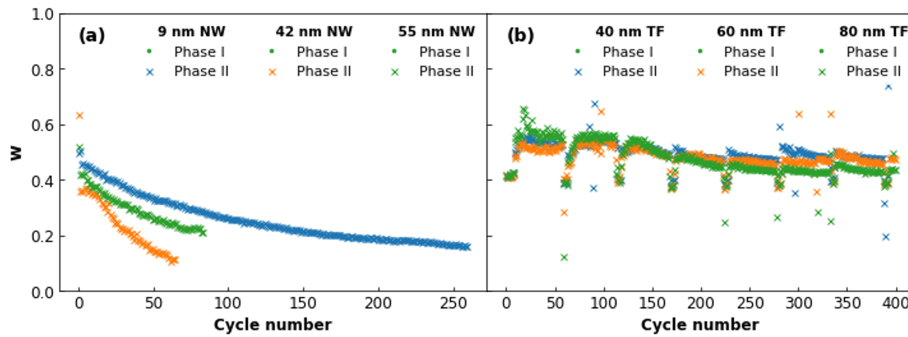 (a)
9 nm NW 42 nm NW 55 nm NW
Phase I Phase I Phase I
Phase II Phase II Phase II
(b)
40 nm TF 60 nm TF 80 nm TF
Phase I Phase I Phase I
Phase II Phase II Phase II
w
1.0
0.8
0.6
0.4
0.2
0.0
0 50 100 150 200 250
0 50 100 150 200 250 300 350 400
Cycle number Cycle number